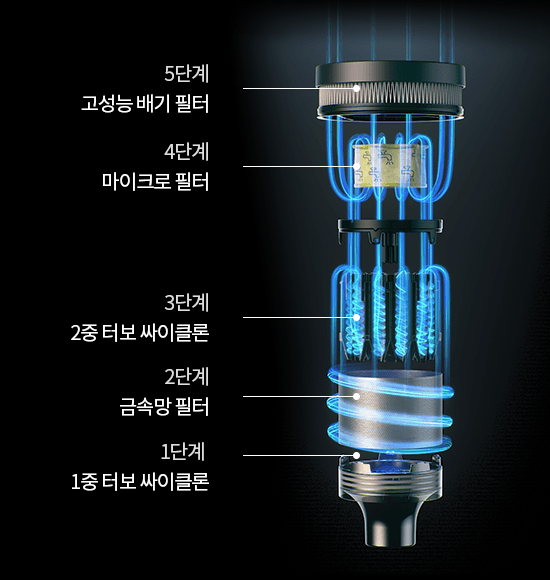 5단계
고성능 배기 필터
4단계
마이크로 필터
3단계
2중 터보 싸이클론
2단계
금속망 필터
1단계
1중 터보 싸이클론